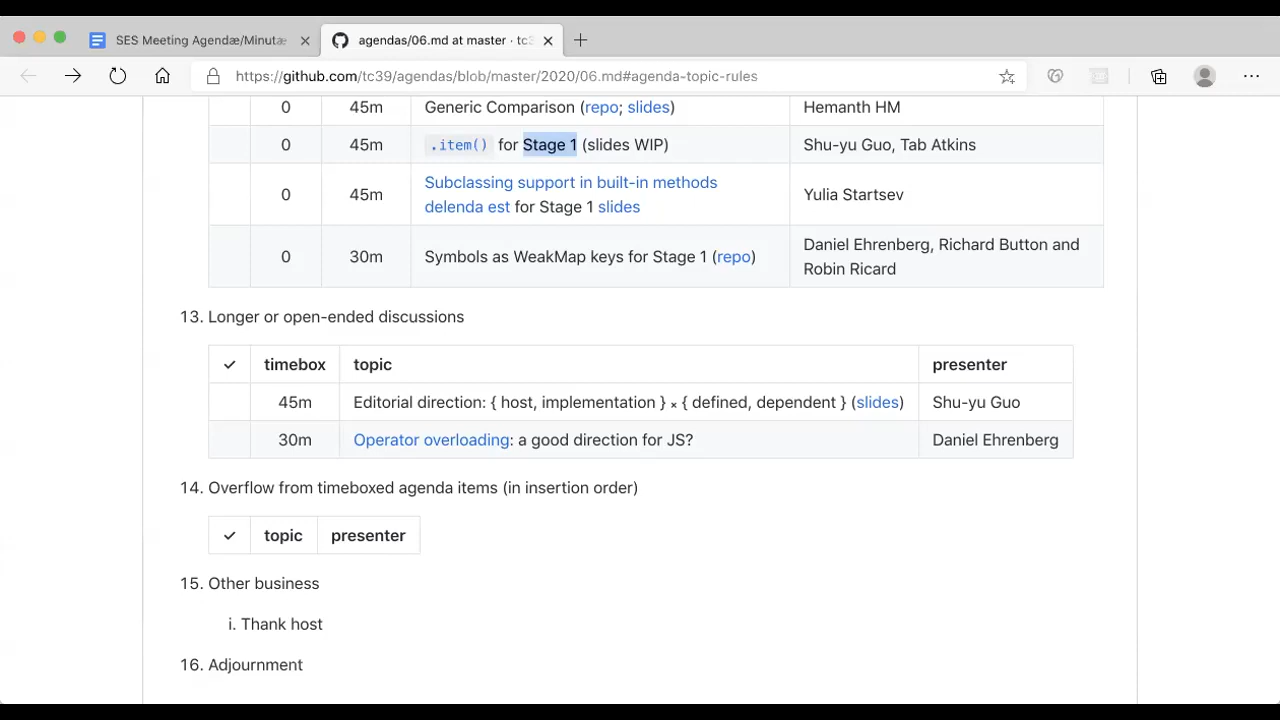 SES Meeting Agendæ/Minutæ
agendas/06.md at master · tc3
https://github.com/tc39/agendas/blob/master/2020/06.md#agenda-topic-rules
0 45m Generic Comparison (repo; slides) Hemanth HM
0 45m .item() for Stage 1 (slides WIP) Shu-yu Guo, Tab Atkins
Subclassing support in built-in methods
0 45m delenda est for Stage 1 slides Yulia Startsev
0 30m Symbols as WeakMap keys for Stage 1 (repo) Daniel Ehrenberg, Richard Button and
Robin Ricard
13. Longer or open-ended discussions
✓ timebox topic presenter
45m Editorial direction: { host, implementation } × { defined, dependent } (slides) Shu-yu Guo
30m Operator overloading: a good direction for JS? Daniel Ehrenberg
14. Overflow from timeboxed agenda items (in insertion order)
✓ topic presenter
15. Other business
i. Thank host
16. Adjournment